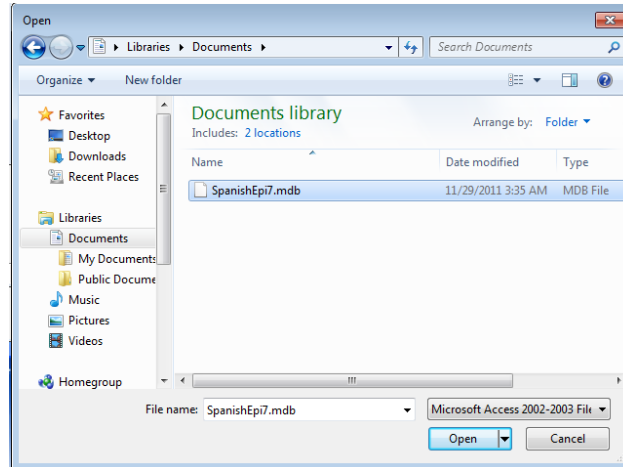 Open
Libraries Documents
Search Documents
Organize New folder
Favorites
Desktop
Downloads
Recent Places
Libraries
Documents
My Documents
Public Docume
Music
Pictures
Videos
Homegroup
Documents library
Includes: 2 locations
Arrange by: Folder
Name Date modified Type
SpanishEpi7.mdb 11/29/2011 3:35 AM MDB File
File name: SpanishEpi7.mdb Microsoft Access 2002-2003 File
Open Cancel